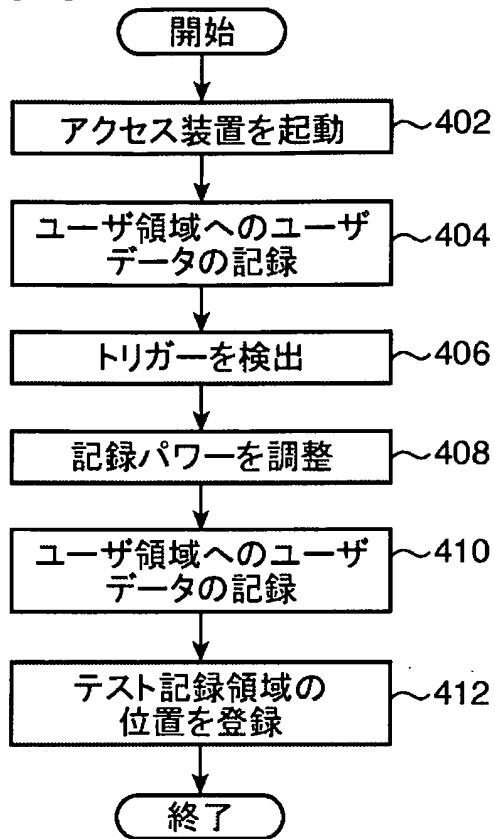 開始
アクセス装置を起動
402
ユーザ領域へのユーザ
データの記録
404
トリガーを検出
406
記録パワーを調整
408
ユーザ領域へのユーザ
データの記録
410
テスト記録領域の
位置を登録
412
終了